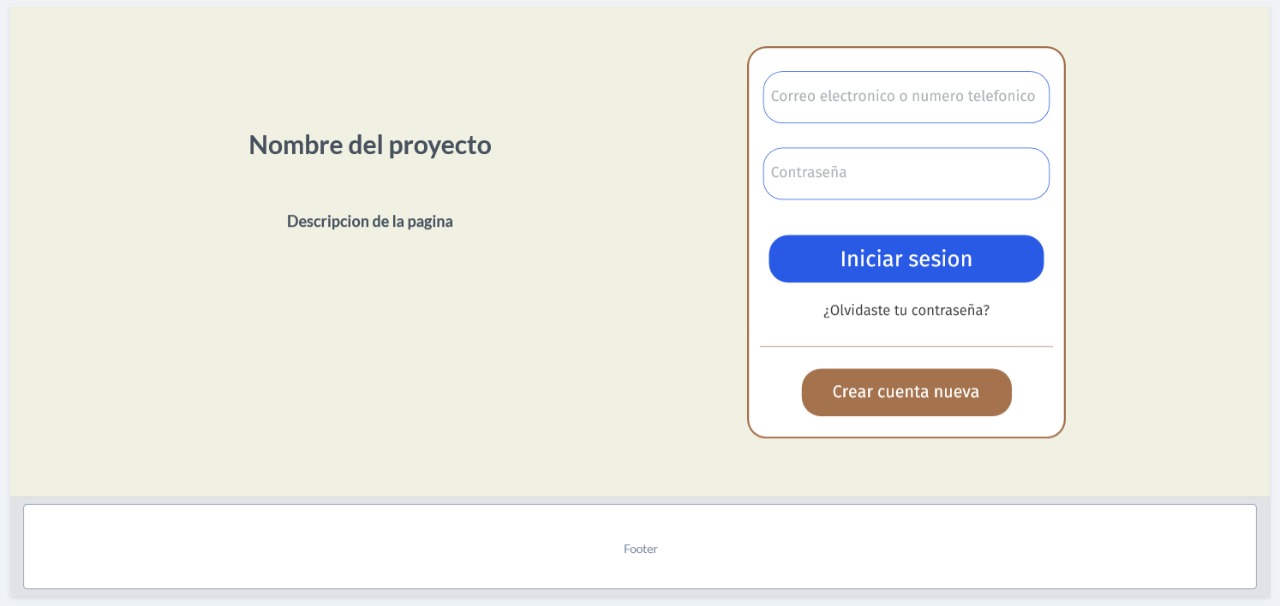 Nombre del proyecto
Descripcion de la pagina
Correo electronico o numero telefonico
Contraseña
Iniciar sesion
¿Olvidaste tu contraseña?
Crear cuenta nueva
Footer